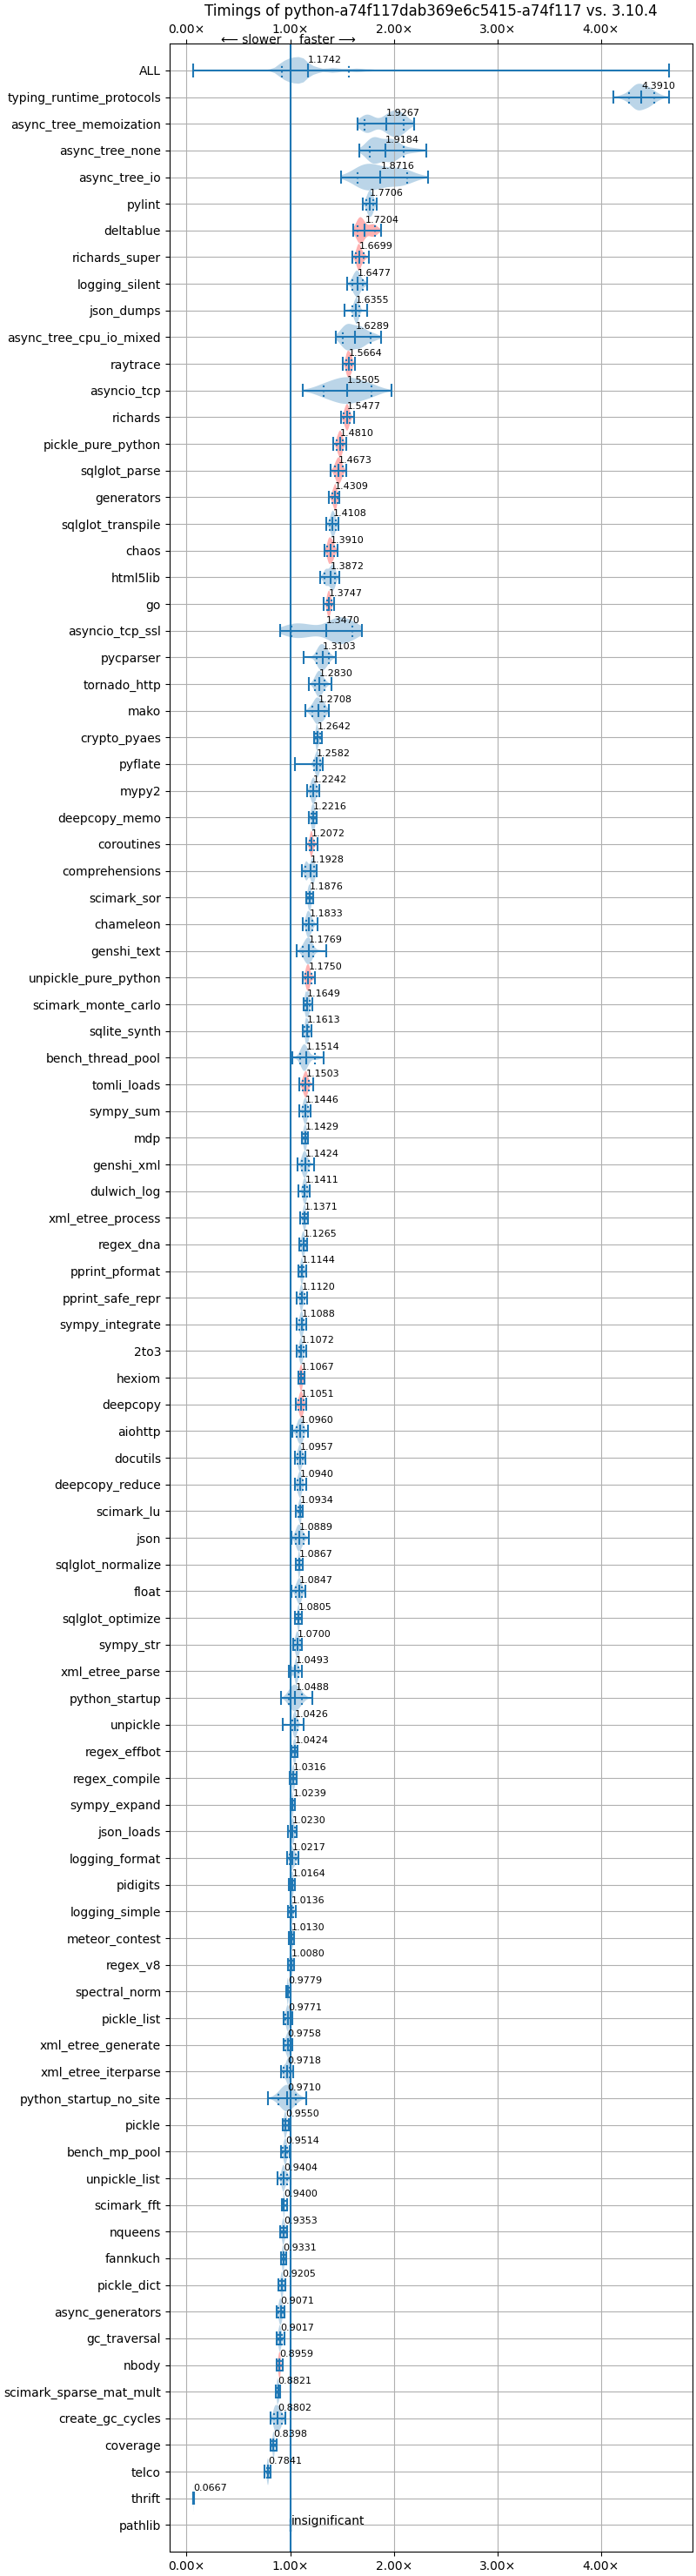 Timings of python-a74f117dab369e6c5415-a74f117 vs. 3.10.4
0.00× 1.00× 2.00× 3.00× 4.00×
⟵ slower faster ⟶
ALL 1.1742
typing_runtime_protocols 4.3910
async_tree_memoization 1.9267
async_tree_none 1.9184
async_tree_io 1.8716
pylint 1.7706
deltablue 1.7204
richards_super 1.6699
logging_silent 1.6477
json_dumps 1.6355
async_tree_cpu_io_mixed 1.6289
raytrace 1.5664
asyncio_tcp 1.5505
richards 1.5477
pickle_pure_python 1.4810
sqlglot_parse 1.4673
generators 1.4309
sqlglot_transpile 1.4108
chaos 1.3910
html5lib 1.3872
go 1.3747
asyncio_tcp_ssl 1.3470
pycparser 1.3103
tornado_http 1.2830
mako 1.2708
crypto_pyaes 1.2642
pyflate 1.2582
mypy2 1.2242
deepcopy_memo 1.2216
coroutines 1.2072
comprehensions 1.1928
scimark_sor 1.1876
chameleon 1.1833
genshi_text 1.1769
unpickle_pure_python 1.1750
scimark_monte_carlo 1.1649
sqlite_synth 1.1613
bench_thread_pool 1.1514
tomli_loads 1.1503
sympy_sum 1.1446
mdp 1.1429
genshi_xml 1.1424
dulwich_log 1.1411
xml_etree_process 1.1371
regex_dna 1.1265
pprint_pformat 1.1144
pprint_safe_repr 1.1120
sympy_integrate 1.1088
2to3 1.1072
hexiom 1.1067
deepcopy 1.1051
aiohttp 1.0960
docutils 1.0957
deepcopy_reduce 1.0940
scimark_lu 1.0934
json 1.0889
sqlglot_normalize 1.0867
float 1.0847
sqlglot_optimize 1.0805
sympy_str 1.0700
xml_etree_parse 1.0493
python_startup 1.0488
unpickle 1.0426
regex_effbot 1.0424
regex_compile 1.0316
sympy_expand 1.0239
json_loads 1.0230
logging_format 1.0217
pidigits 1.0164
logging_simple 1.0136
meteor_contest 1.0130
regex_v8 1.0080
spectral_norm 0.9779
pickle_list 0.9771
xml_etree_generate 0.9758
xml_etree_iterparse 0.9718
python_startup_no_site 0.9710
pickle 0.9550
bench_mp_pool 0.9514
unpickle_list 0.9404
scimark_fft 0.9400
nqueens 0.9353
fannkuch 0.9331
pickle_dict 0.9205
async_generators 0.9071
gc_traversal 0.9017
nbody 0.8959
scimark_sparse_mat_mult 0.8821
create_gc_cycles 0.8802
coverage 0.8398
telco 0.7841
thrift 0.0667
pathlib insignificant
0.00× 1.00× 2.00× 3.00× 4.00×